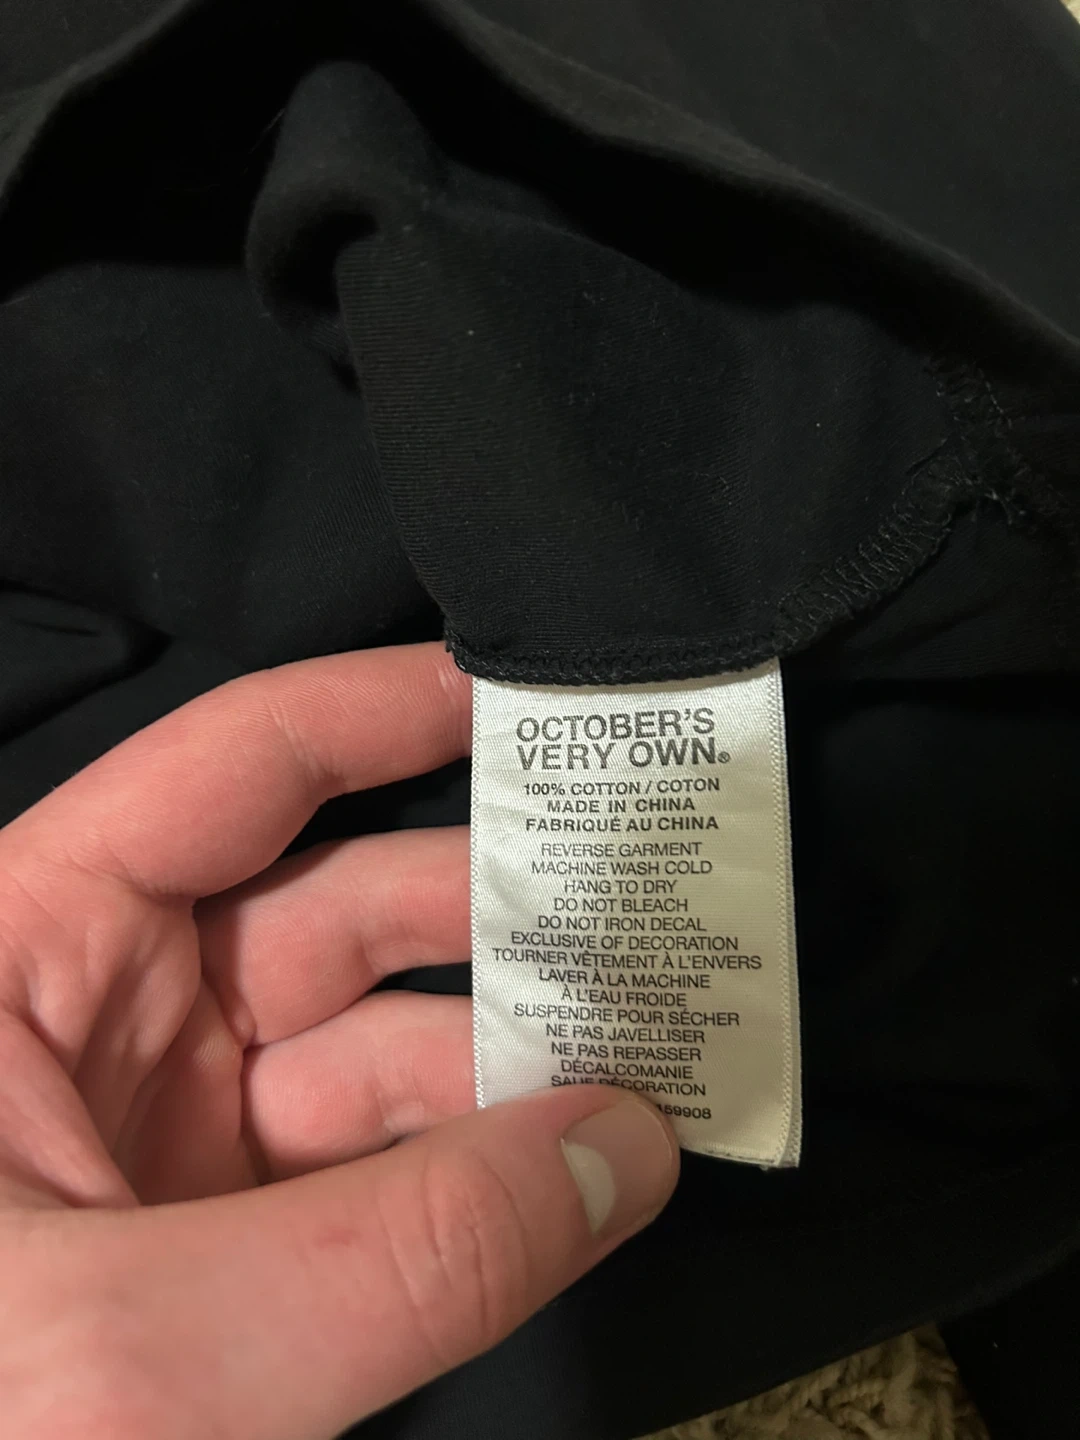 OCTOBER'S
VERY OWN®
100% COTTON / COTON
MADE IN CHINA
FABRIQUÉ AU CHINA
REVERSE GARMENT
MACHINE WASH COLD
HANG TO DRY
DO NOT BLEACH
DO NOT IRON DECAL
EXCLUSIVE OF DECORATION
TOURNER VÊTEMENT À L'ENVERS
LAVER À LA MACHINE
À L'EAU FROIDE
SUSPENDRE POUR SÉCHER
NE PAS JAVELLISER
NE PAS REPASSER
DÉCALCOMANIE
SAUF DÉCORATION
59908